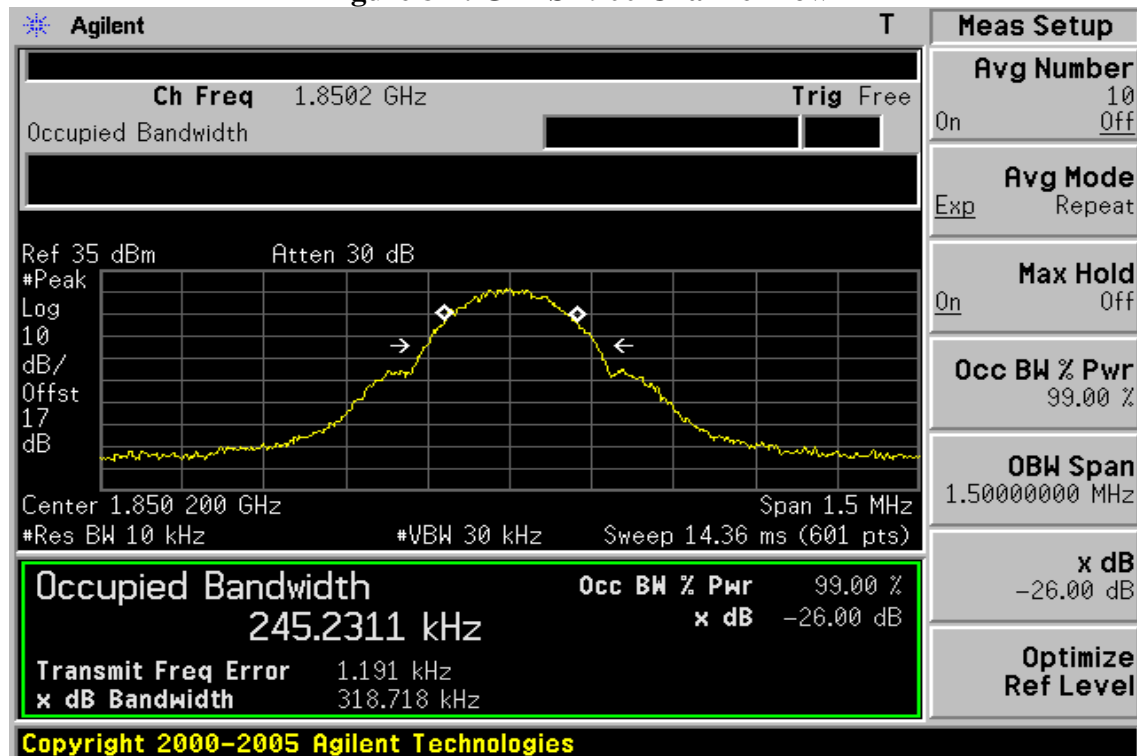 Agilent T
Ch Freq 1.8502 GHz Trig Free
Occupied Bandwidth
Ref 35 dBm Atten 30 dB
#Peak
Log
10
dB/
Offst
17
dB
Center 1.850 200 GHz Span 1.5 MHz
#Res BW 10 kHz #VBW 30 kHz Sweep 14.36 ms (601 pts)
Occupied Bandwidth Occ BW % Pwr 99.00 %
245.2311 kHz x dB -26.00 dB
Transmit Freq Error 1.191 kHz
x dB Bandwidth 318.718 kHz
Meas Setup
Avg Number
10
On Off
Avg Mode
Exp Repeat
Max Hold
On Off
Occ BW % Pwr
99.00 %
OBW Span
1.50000000 MHz
x dB
-26.00 dB
Optimize
Ref Level
Copyright 2000-2005 Agilent Technologies